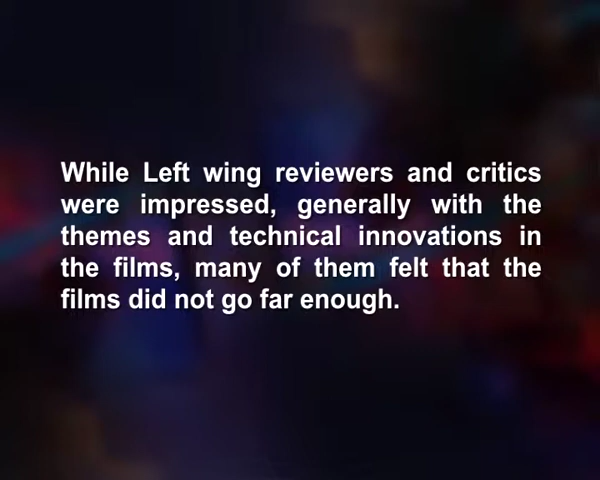 While Left wing reviewers and critics
were impressed, generally with the
themes and technical innovations in
the films, many of them felt that the
films did not go far enough.